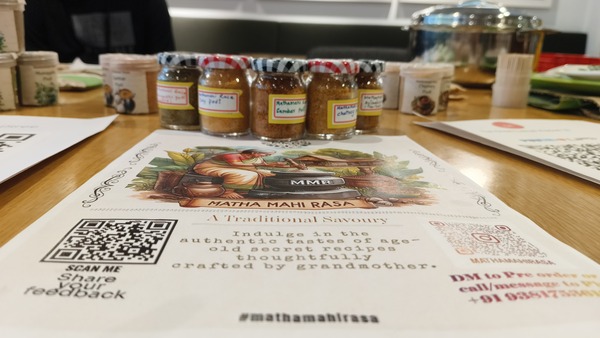 MMR
MATHA MAHI RASA
A Traditional Savoury
Indulge in the
authentic tastes of age-
old secret recipes
thoughtfully
crafted by grandmother.
SCAN ME
Share
your
feedback
MATHAMAHIRASA
DM to Pre order or
call/message to
#mathamahirasa